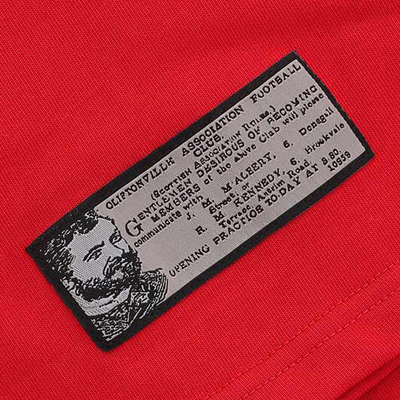 CLIFTONVILLE ASSOCIATION FOOTBALL
CLUB.
(SCOTTISH ASSOCIATION RULES.)
GENTLEMEN DESIROUS OF BECOMING
MEMBERS of the above Club will please
communicate with
J. M. M'ALERY, 6, Donegall
Street, or
R. M. KENNEDY, 6, Brookvale
Terrace, Antrim Road.
OPENING PRACTICE TO-DAY AT 3.30.
10959